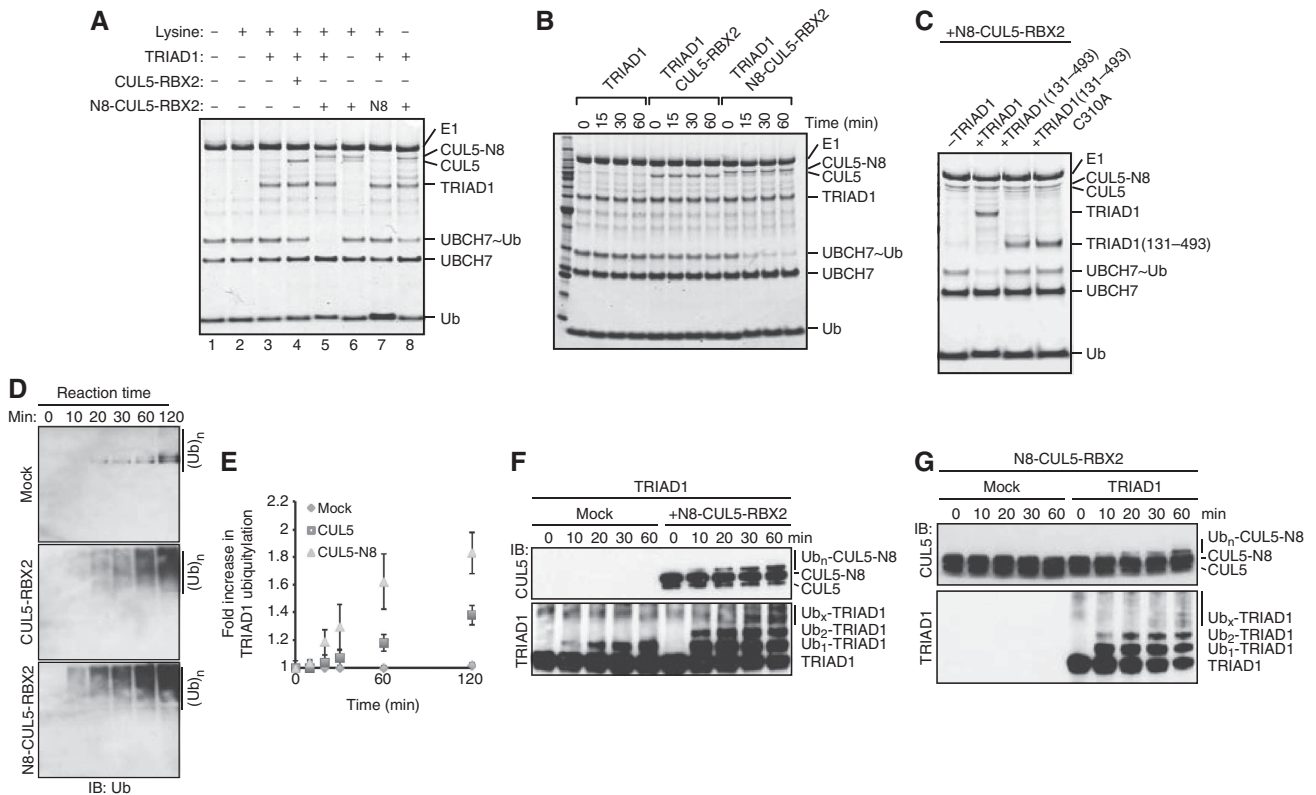 A
Lysine: – + + + + + + –
TRIAD1: – – + + + – + +
CUL5-RBX2: – – – + – – – –
N8-CUL5-RBX2: – – – – + + N8 +
E1
CUL5-N8
CUL5
TRIAD1
UBCH7~Ub
UBCH7
Ub
1 2 3 4 5 6 7 8
B
TRIAD1
TRIAD1 CUL5-RBX2
TRIAD1 N8-CUL5-RBX2
0 15 30 60 0 15 30 60 0 15 30 60 Time (min)
E1
CUL5-N8
CUL5
TRIAD1
UBCH7~Ub
UBCH7
Ub
C
+N8-CUL5-RBX2
–TRIAD1
+TRIAD1
+TRIAD1(131–493)
+TRIAD1(131–493) C310A
E1
CUL5-N8
CUL5
TRIAD1
TRIAD1(131–493)
UBCH7~Ub
UBCH7
Ub
D
Reaction time
Min: 0 10 20 30 60 120
Mock
(Ub)n
CUL5-RBX2
(Ub)n
N8-CUL5-RBX2
(Ub)n
IB: Ub
E
Fold increase in
TRIAD1 ubiquitylation
2.2
2
1.8
1.6
1.4
1.2
1
Mock
CUL5
CUL5-N8
0 30 60 90 120
Time (min)
F
TRIAD1
Mock +N8-CUL5-RBX2
0 10 20 30 60 0 10 20 30 60 min
IB:
CUL5
Ubn-CUL5-N8
CUL5-N8
CUL5
TRIAD1
Ubx-TRIAD1
Ub2-TRIAD1
Ub1-TRIAD1
TRIAD1
G
N8-CUL5-RBX2
Mock TRIAD1
0 10 20 30 60 0 10 20 30 60 min
IB:
CUL5
Ubn-CUL5-N8
CUL5-N8
CUL5
TRIAD1
Ubx-TRIAD1
Ub2-TRIAD1
Ub1-TRIAD1
TRIAD1